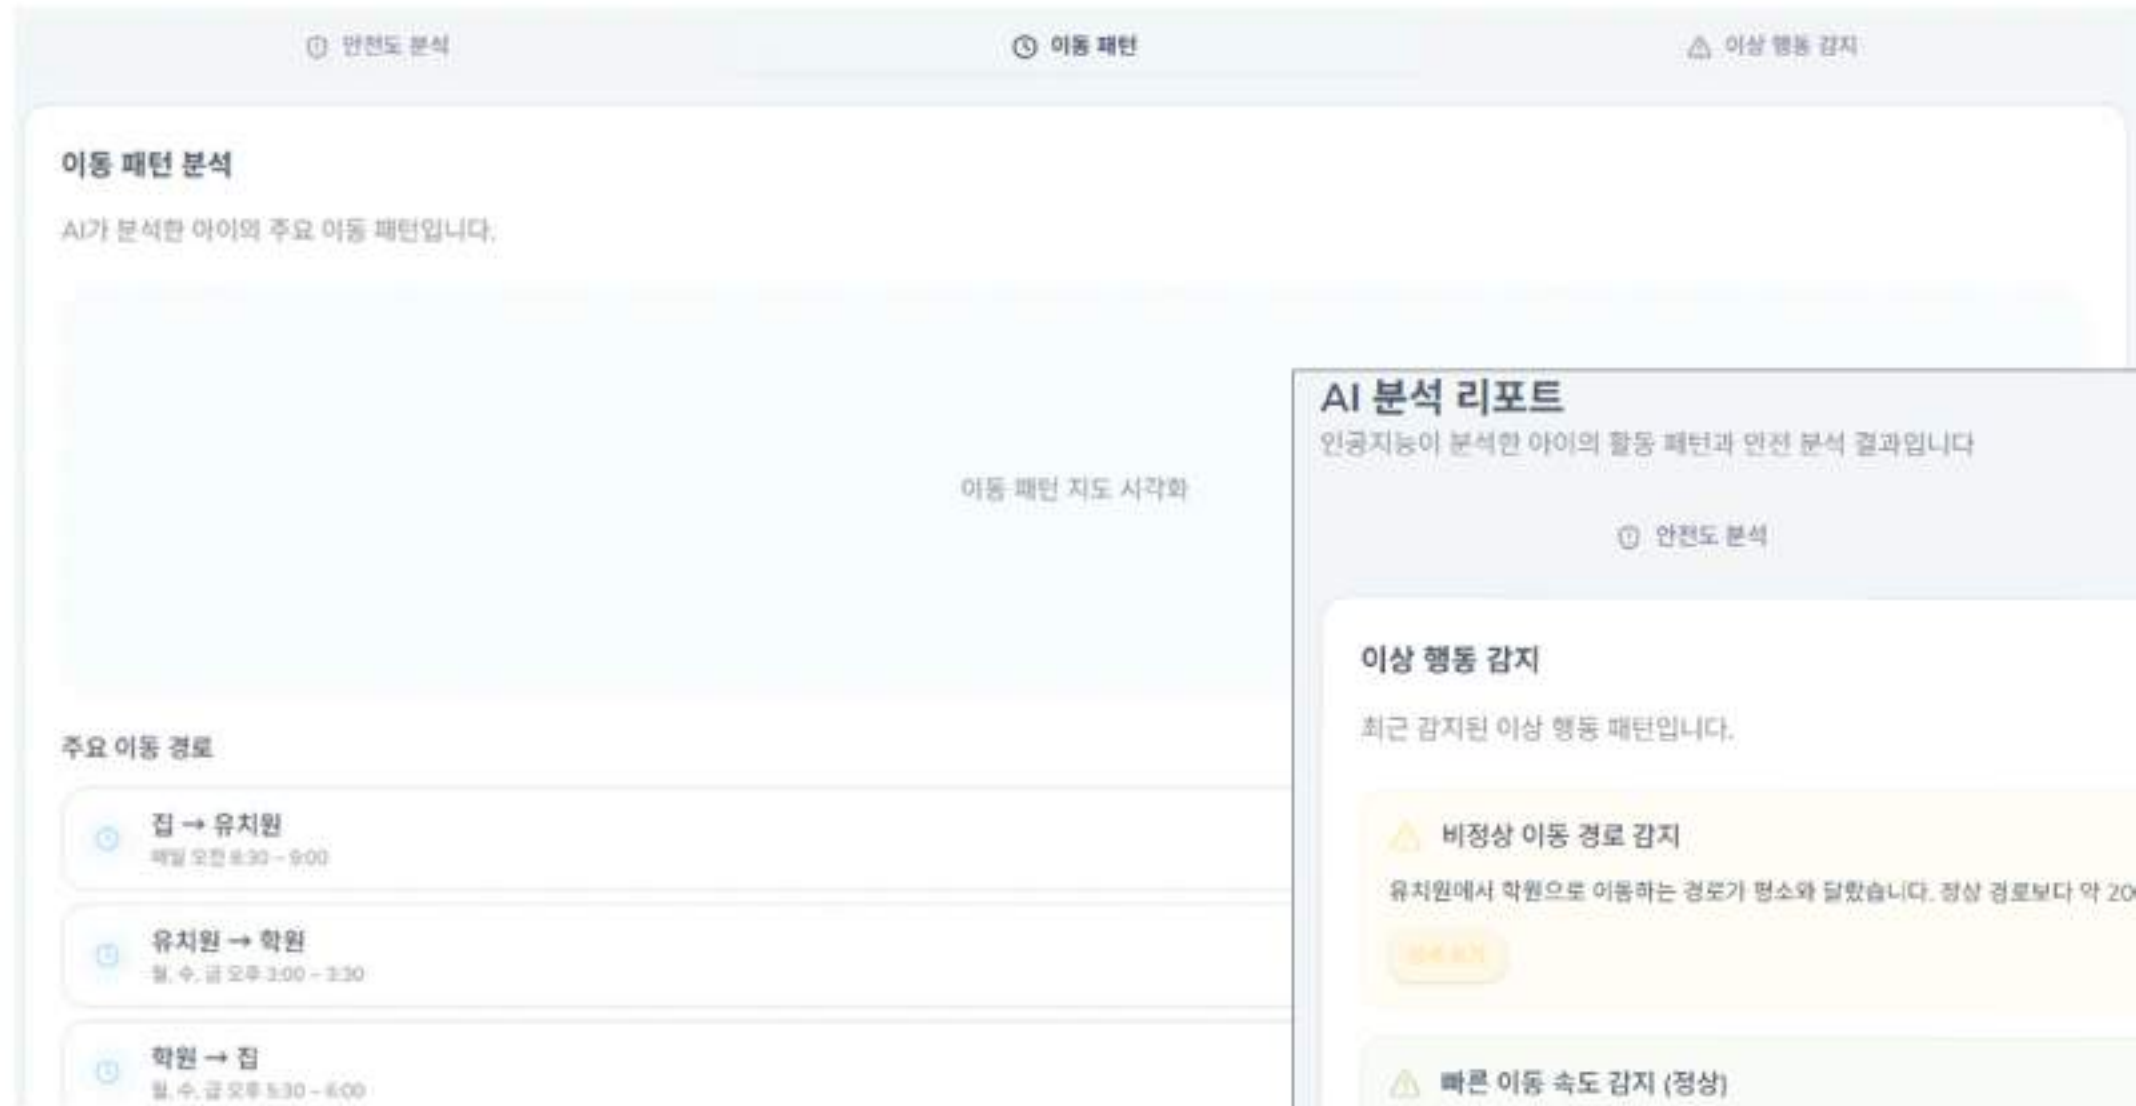 안전도 분석
이동 패턴
이상 행동 감지
이동 패턴 분석
AI가 분석한 아이의 주요 이동 패턴입니다.
이동 패턴 지도 시각화
주요 이동 경로
집 → 유치원
매일 오전 8:30 - 9:00
유치원 → 학원
월, 수, 금 오후 3:00 - 3:30
학원 → 집
월, 수, 금 오후 5:30 - 6:00
AI 분석 리포트
인공지능이 분석한 아이의 활동 패턴과 안전 분석 결과입니다
안전도 분석
이상 행동 감지
최근 감지된 이상 행동 패턴입니다.
비정상 이동 경로 감지
유치원에서 학원으로 이동하는 경로가 평소와 달랐습니다. 정상 경로보다 약 200
빠른 이동 속도 감지 (정상)